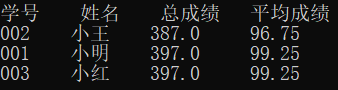 学号 姓名 总成绩 平均成绩
002 小王 387.0 96.75
001 小明 397.0 99.25
003 小红 397.0 99.25